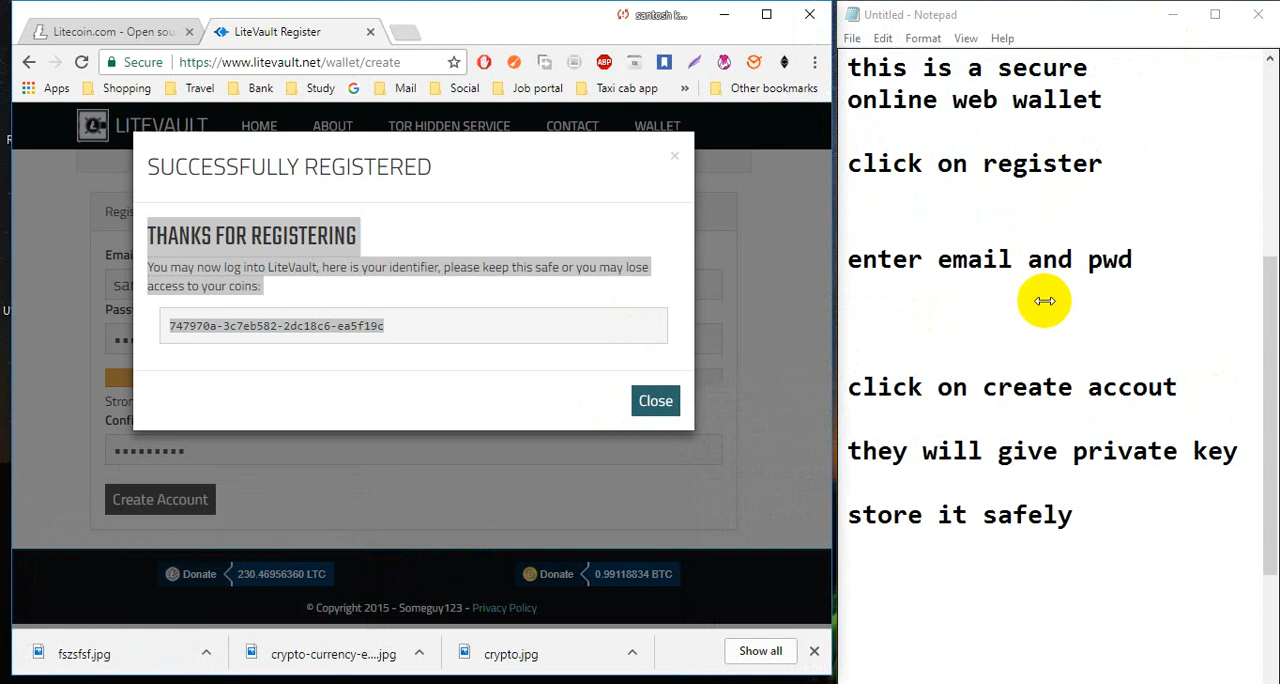 Litecoin.com - Open sou
LiteVault Register
santosh k...
Untitled - Notepad
Secure
https://www.litevault.net/wallet/create
File Edit Format View Help
Apps Shopping Travel Bank Study Mail Social Job portal Taxi cab app » Other bookmarks
LITEVAULT HOME ABOUT TOR HIDDEN SERVICE CONTACT WALLET
SUCCESSFULLY REGISTERED
THANKS FOR REGISTERING
You may now log into LiteVault, here is your identifier, please keep this safe or you may lose
access to your coins:
747970a-3c7eb582-2dc18c6-ea5f19c
Close
Regis
Email
sa
Pass
Stron
Confi
Create Account
Donate 230.46956360 LTC
Donate 0.99118834 BTC
© Copyright 2015 - Someguy123 - Privacy Policy
fszsfsf.jpg
crypto-currency-e....jpg
crypto.jpg
Show all
this is a secure
online web wallet
click on register
enter email and pwd
click on create accout
they will give private key
store it safely